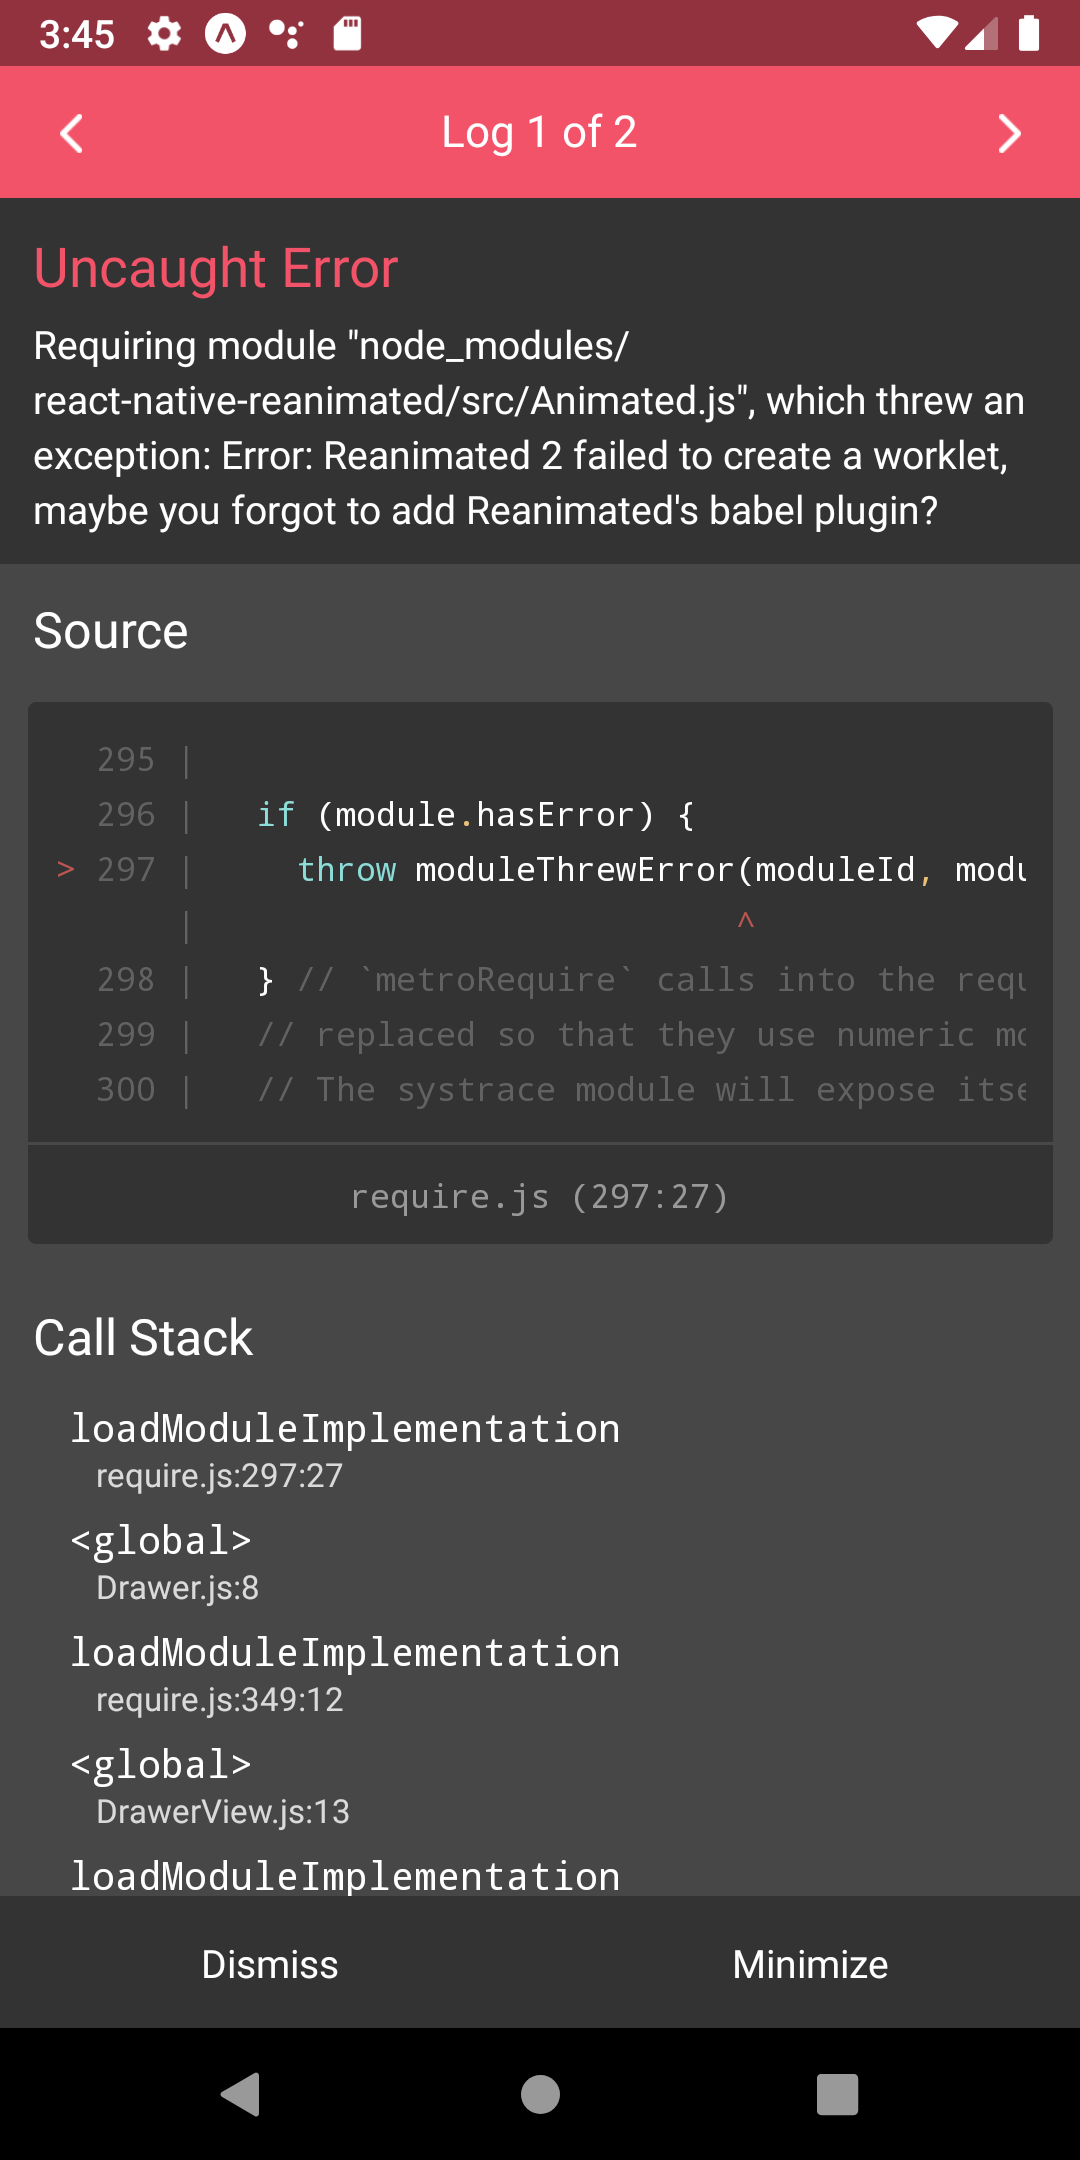 3:45
Log 1 of 2
Uncaught Error
Requiring module "node_modules/
react-native-reanimated/src/Animated.js", which threw an
exception: Error: Reanimated 2 failed to create a worklet,
maybe you forgot to add Reanimated's babel plugin?
Source
295 |
296 | if (module.hasError) {
> 297 | throw moduleThrewError(moduleId, modu
| ^
298 | } // `metroRequire` calls into the requ
299 | // replaced so that they use numeric mo
300 | // The systrace module will expose itse
require.js (297:27)
Call Stack
loadModuleImplementation
require.js:297:27
<global>
Drawer.js:8
loadModuleImplementation
require.js:349:12
<global>
DrawerView.js:13
loadModuleImplementation
Dismiss Minimize